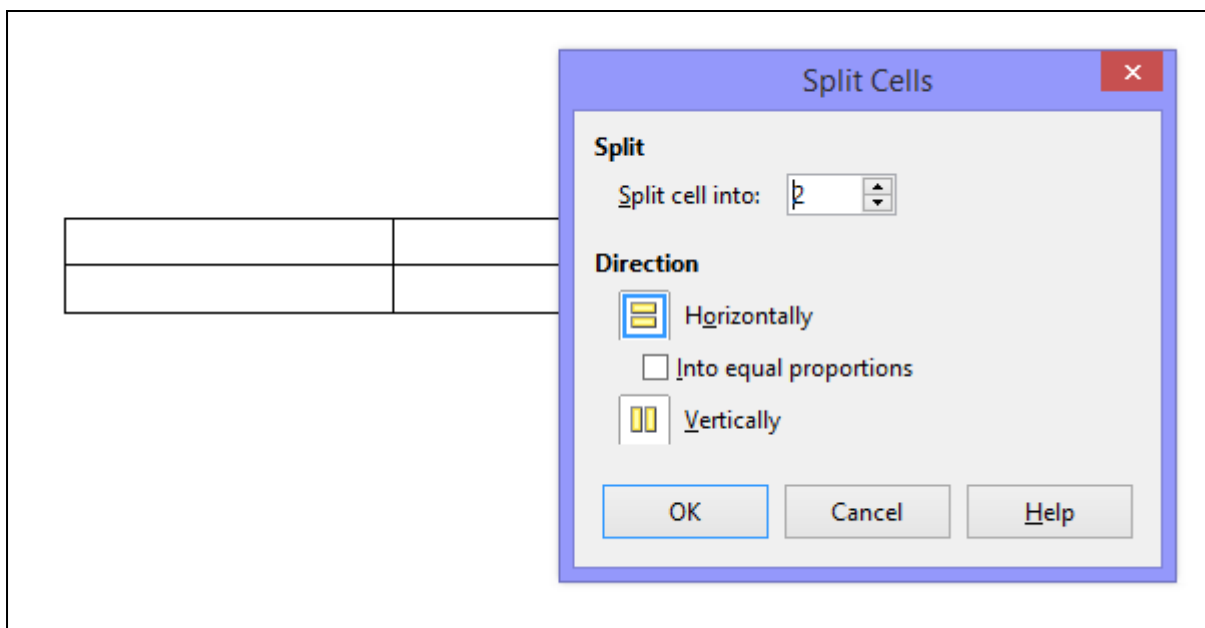 Split Cells
Split
Split cell into: 2
Direction
Horizontally
Into equal proportions
Vertically
OK Cancel Help